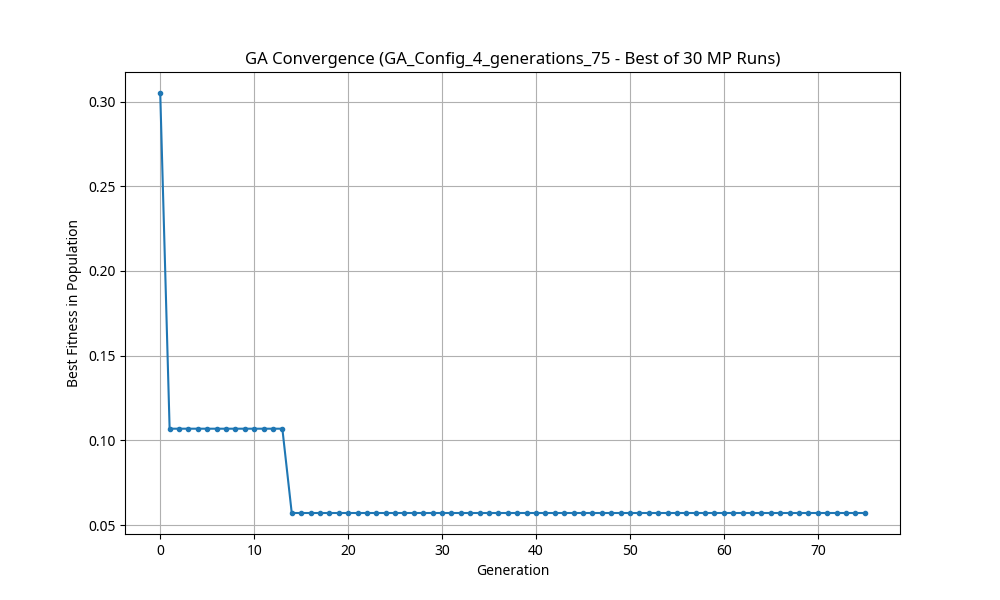 GA Convergence (GA_Config_4_generations_75 - Best of 30 MP Runs)
Best Fitness in Population
0.30
0.25
0.20
0.15
0.10
0.05
0 10 20 30 40 50 60 70
Generation